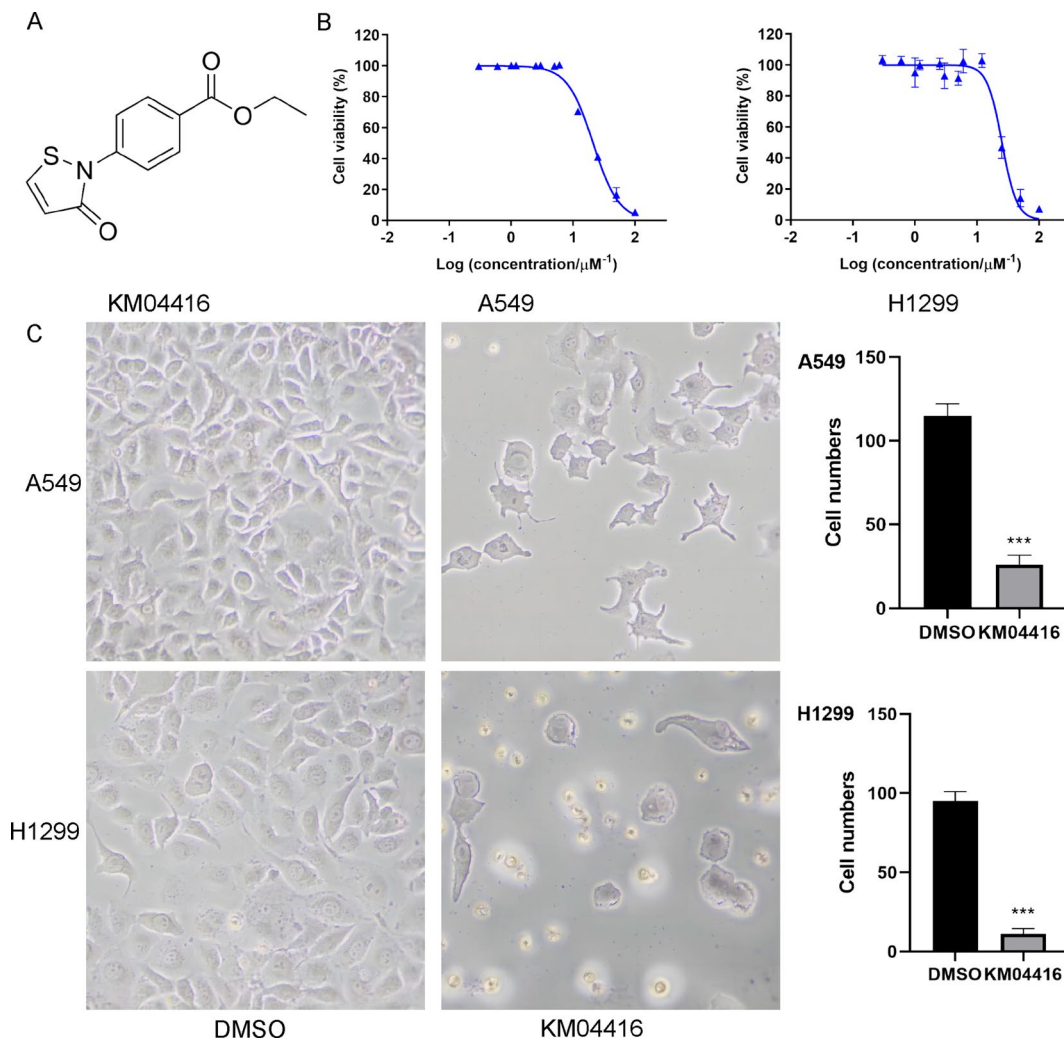 A
O
O
S
N
O
KM04416
B
Cell viability (%)
120
100
80
60
40
20
0
-2
-1
0
1
2
Log (concentration/μM⁻¹)
A549
Cell viability (%)
120
100
80
60
40
20
0
-2
-1
0
1
2
Log (concentration/μM⁻¹)
H1299
C
A549
H1299
DMSO
KM04416
A549
Cell numbers
150
100
50
0
***
DMSO KM04416
H1299
Cell numbers
150
100
50
0
***
DMSO KM04416